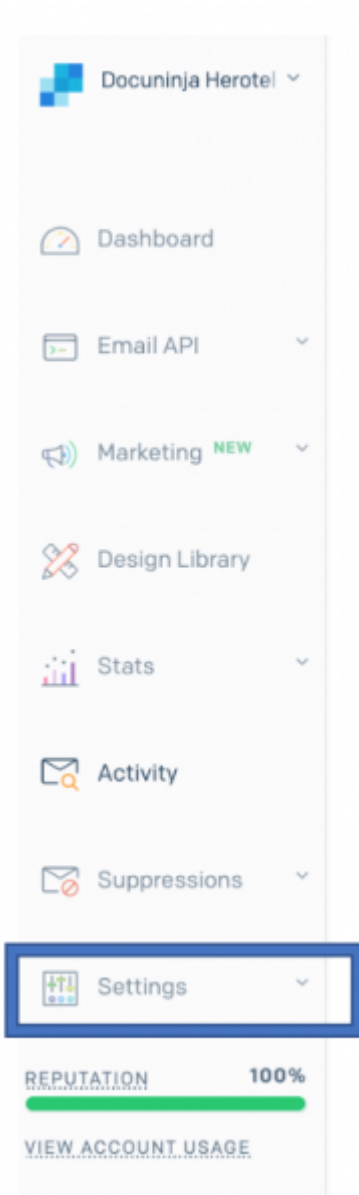 Docuninja Herotel
Dashboard
Email API
Marketing NEW
Design Library
Stats
Activity
Suppressions
Settings
REPUTATION 100%
VIEW ACCOUNT USAGE